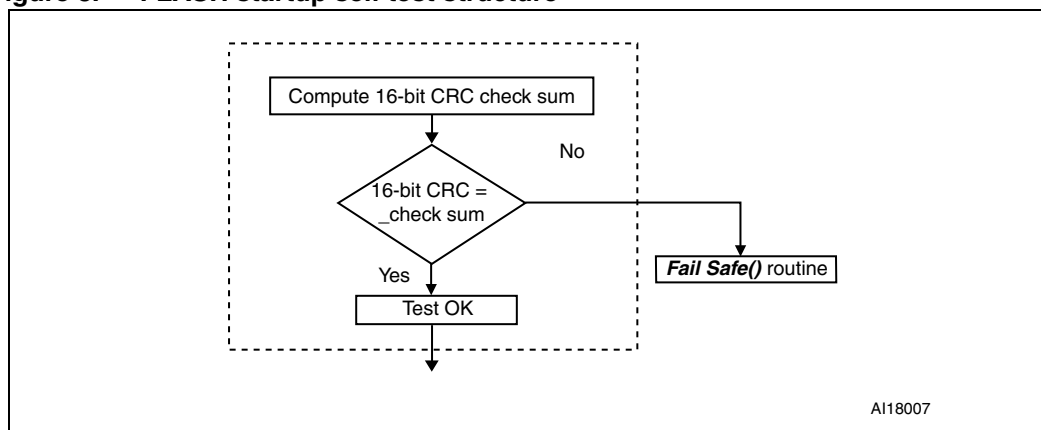 Compute 16-bit CRC check sum
No
16-bit CRC =
_check sum
Yes
Fail Safe() routine
Test OK
AI18007